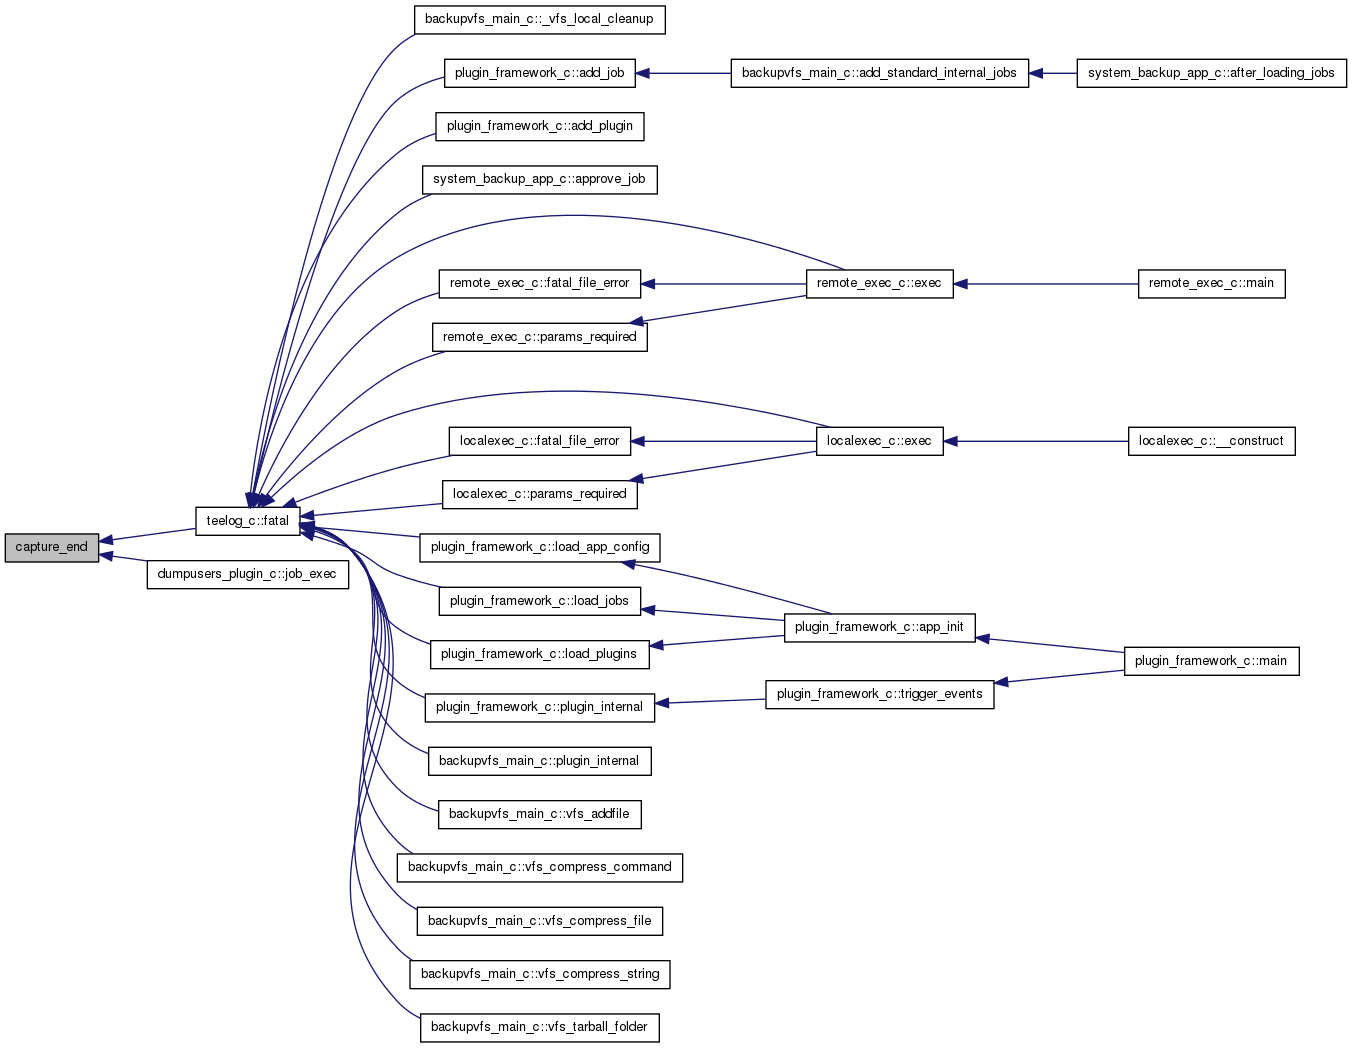 backupvfs_main_c::_vfs_local_cleanup
plugin_framework_c::add_job
backupvfs_main_c::add_standard_internal_jobs
system_backup_app_c::after_loading_jobs
plugin_framework_c::add_plugin
system_backup_app_c::approve_job
remote_exec_c::fatal_file_error
remote_exec_c::exec
remote_exec_c::main
remote_exec_c::params_required
localexec_c::fatal_file_error
localexec_c::exec
localexec_c::__construct
localexec_c::params_required
teelog_c::fatal
capture_end
plugin_framework_c::load_app_config
dumpusers_plugin_c::job_exec
plugin_framework_c::load_jobs
plugin_framework_c::app_init
plugin_framework_c::load_plugins
plugin_framework_c::main
plugin_framework_c::trigger_events
plugin_framework_c::plugin_internal
backupvfs_main_c::plugin_internal
backupvfs_main_c::vfs_addfile
backupvfs_main_c::vfs_compress_command
backupvfs_main_c::vfs_compress_file
backupvfs_main_c::vfs_compress_string
backupvfs_main_c::vfs_tarball_folder